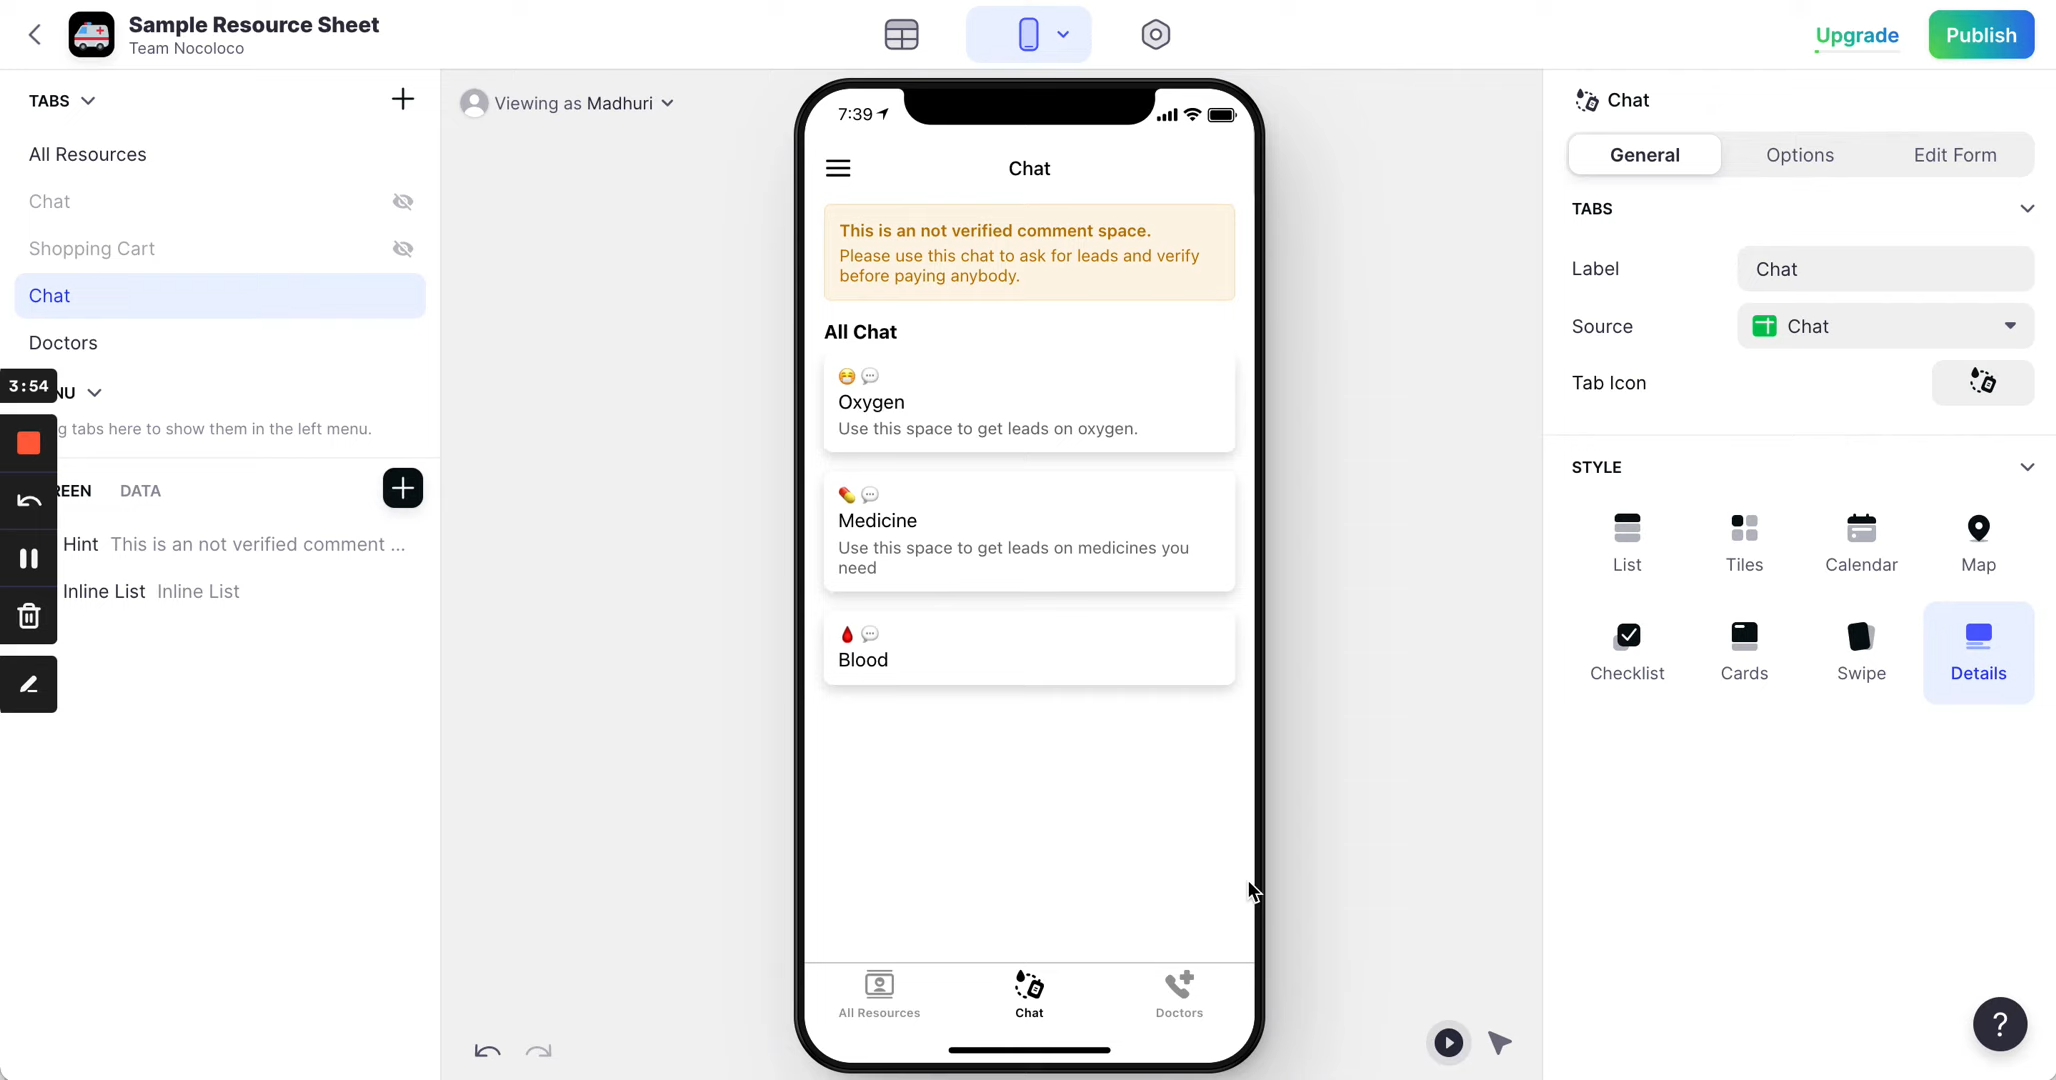 Sample Resource Sheet
Team Nocoloco
Upgrade
Publish
TABS
All Resources
Chat
Shopping Cart
Chat
Doctors
3:54
NU
g tabs here to show them in the left menu.
REEN DATA
Hint This is an not verified comment ...
Inline List Inline List
Viewing as Madhuri
7:39
Chat
This is an not verified comment space.
Please use this chat to ask for leads and verify
before paying anybody.
All Chat
Oxygen
Use this space to get leads on oxygen.
Medicine
Use this space to get leads on medicines you
need
Blood
All Resources
Chat
Doctors
Chat
General Options Edit Form
TABS
Label Chat
Source Chat
Tab Icon
STYLE
List Tiles Calendar Map
Checklist Cards Swipe Details
?